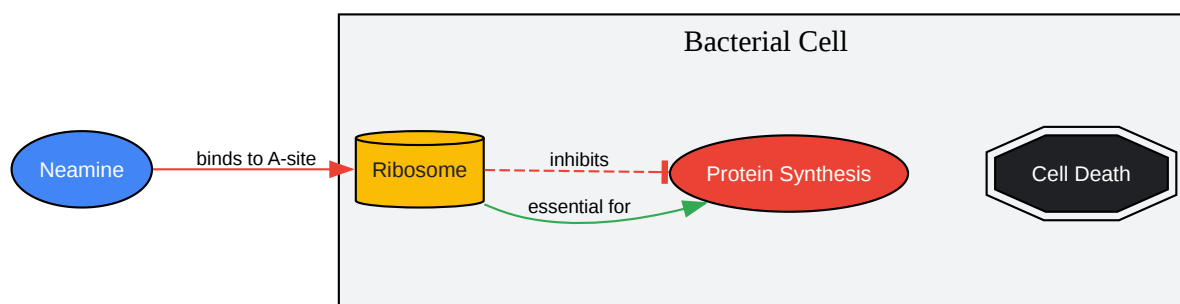 Bacterial Cell
Neamine
binds to A-site
Ribosome
inhibits
essential for
Protein Synthesis
Cell Death